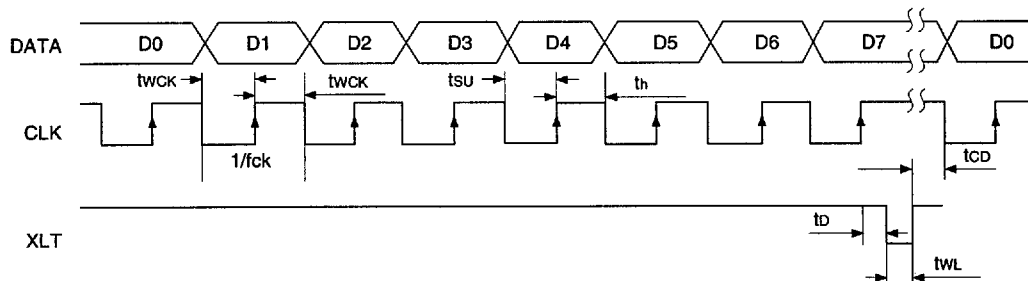 DATA D0 D1 D2 D3 D4 D5 D6 D7 D0
tWCK tWCK tSU th
CLK
1/fck tCD
tD
XLT
tWL